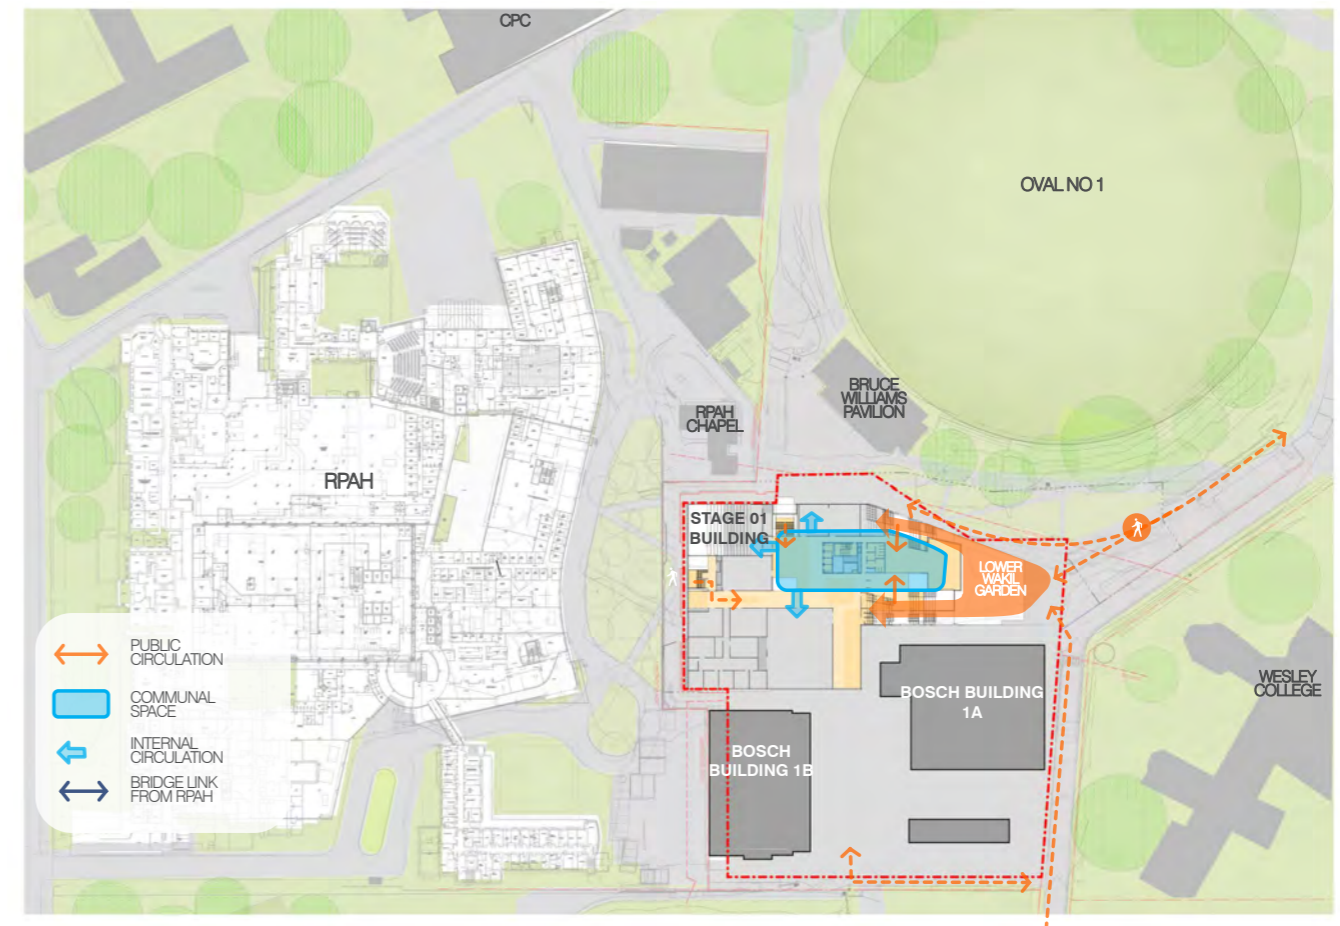 CPC
OVAL NO 1
BRUCE
WILLIAMS
PAVILION
RPAH
CHAPEL
RPAH
STAGE 01
BUILDING
LOWER
WAKIL
GARDEN
WESLEY
COLLEGE
BOSCH BUILDING
1A
BOSCH
BUILDING 1B
PUBLIC
CIRCULATION
COMMUNAL
SPACE
INTERNAL
CIRCULATION
BRIDGE LINK
FROM RPAH